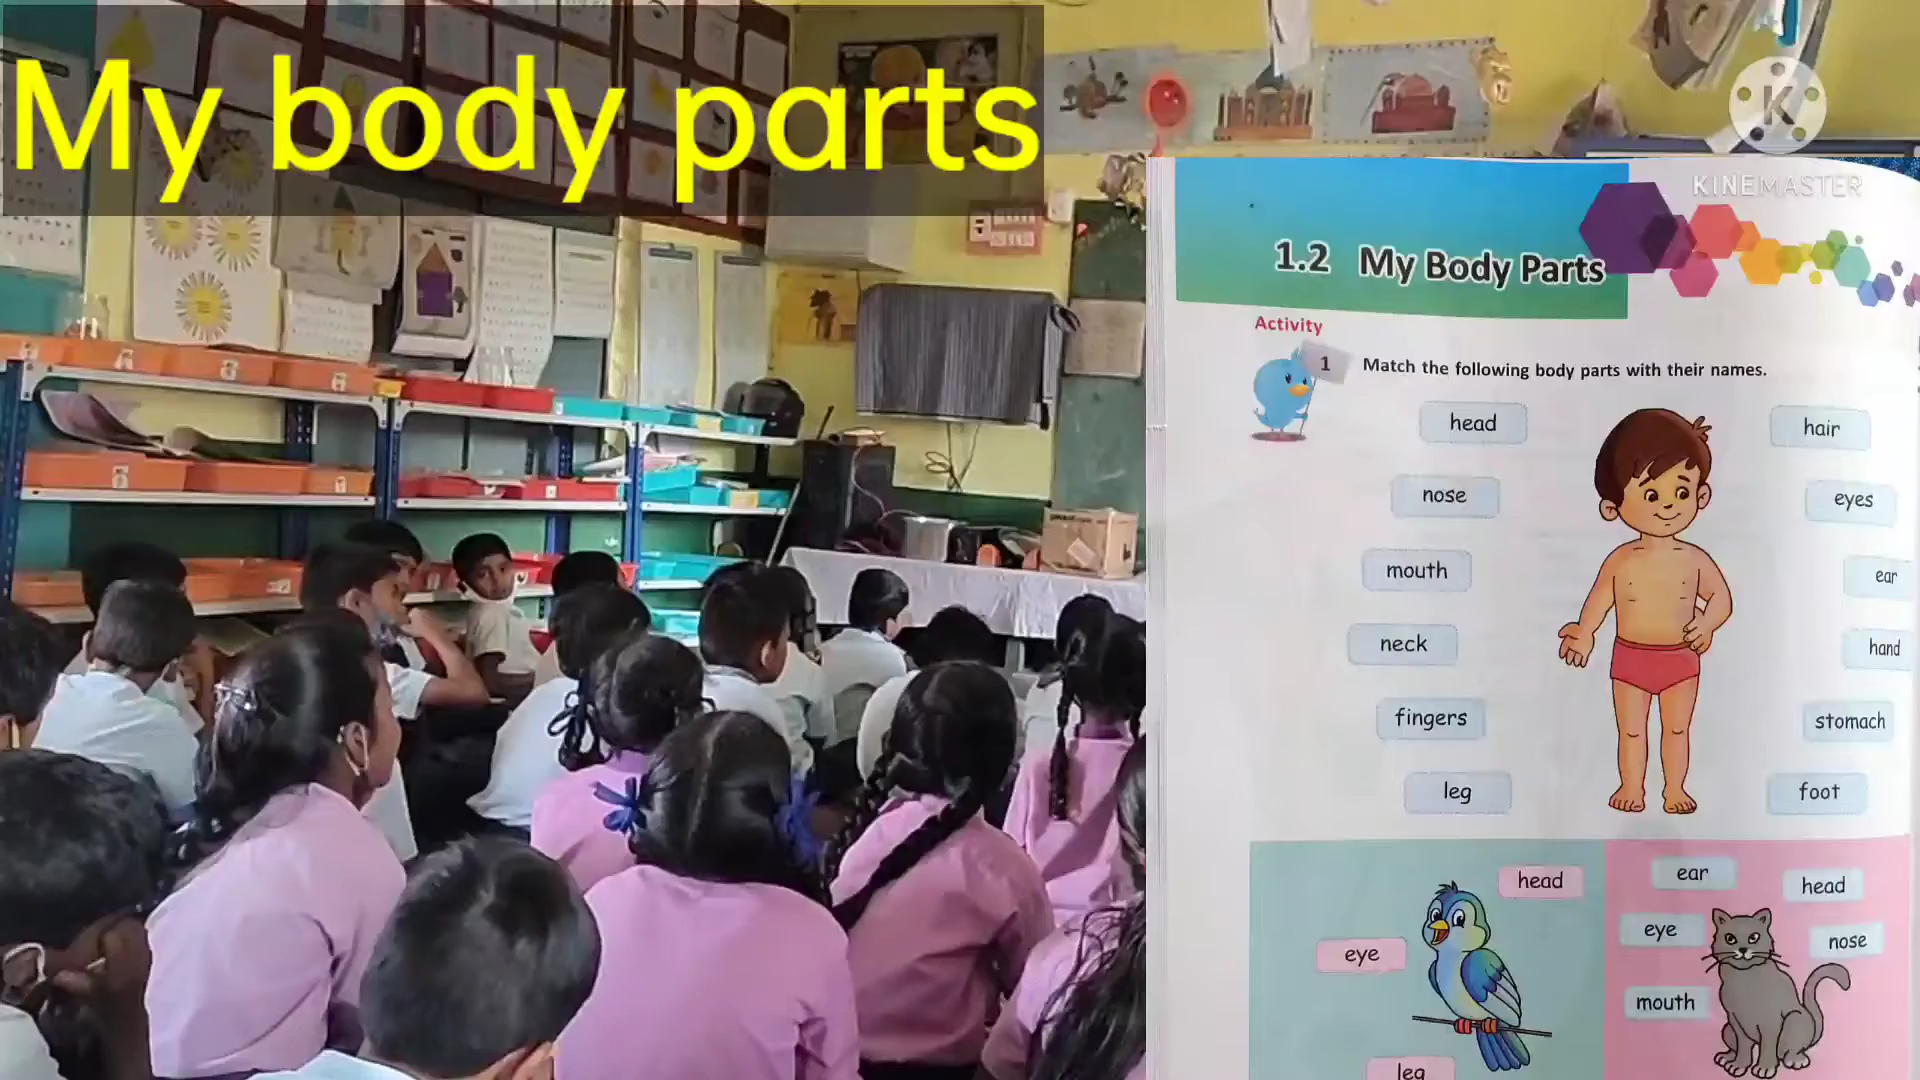 My body parts
K
KINEMASTER
1.2 My Body Parts
Activity
1 Match the following body parts with their names.
head
hair
nose
eyes
mouth
ear
neck
hand
fingers
stomach
leg
foot
head
eye
leg
ear
head
eye
nose
mouth